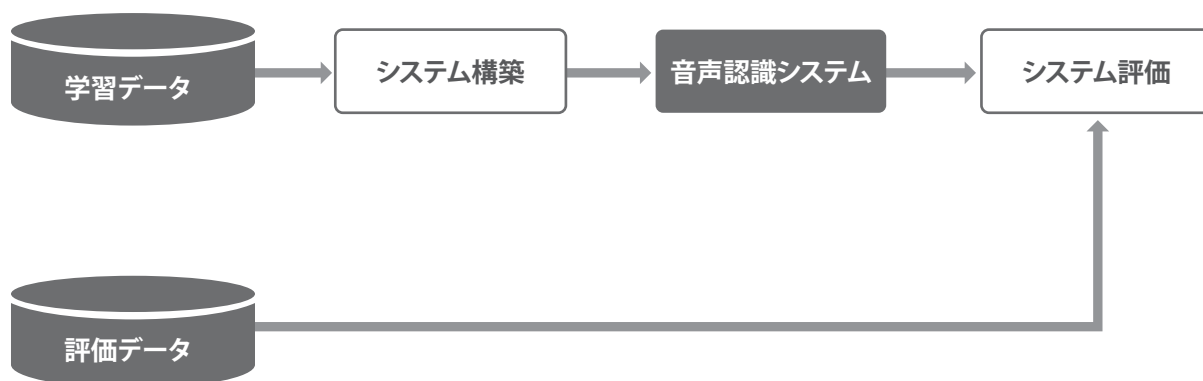 学習データ
システム構築
音声認識システム
システム評価
評価データ